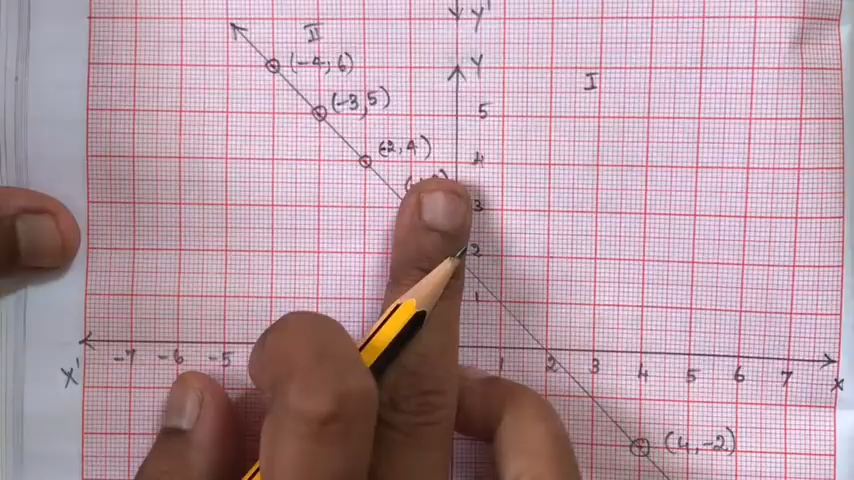 Y'
II
(-4,6)
Y
I
(-3,5)
5
(-2,4)
4
3
2
1
X' -7 -6 -5 1 2 3 4 5 6 7 X
(4,-2)